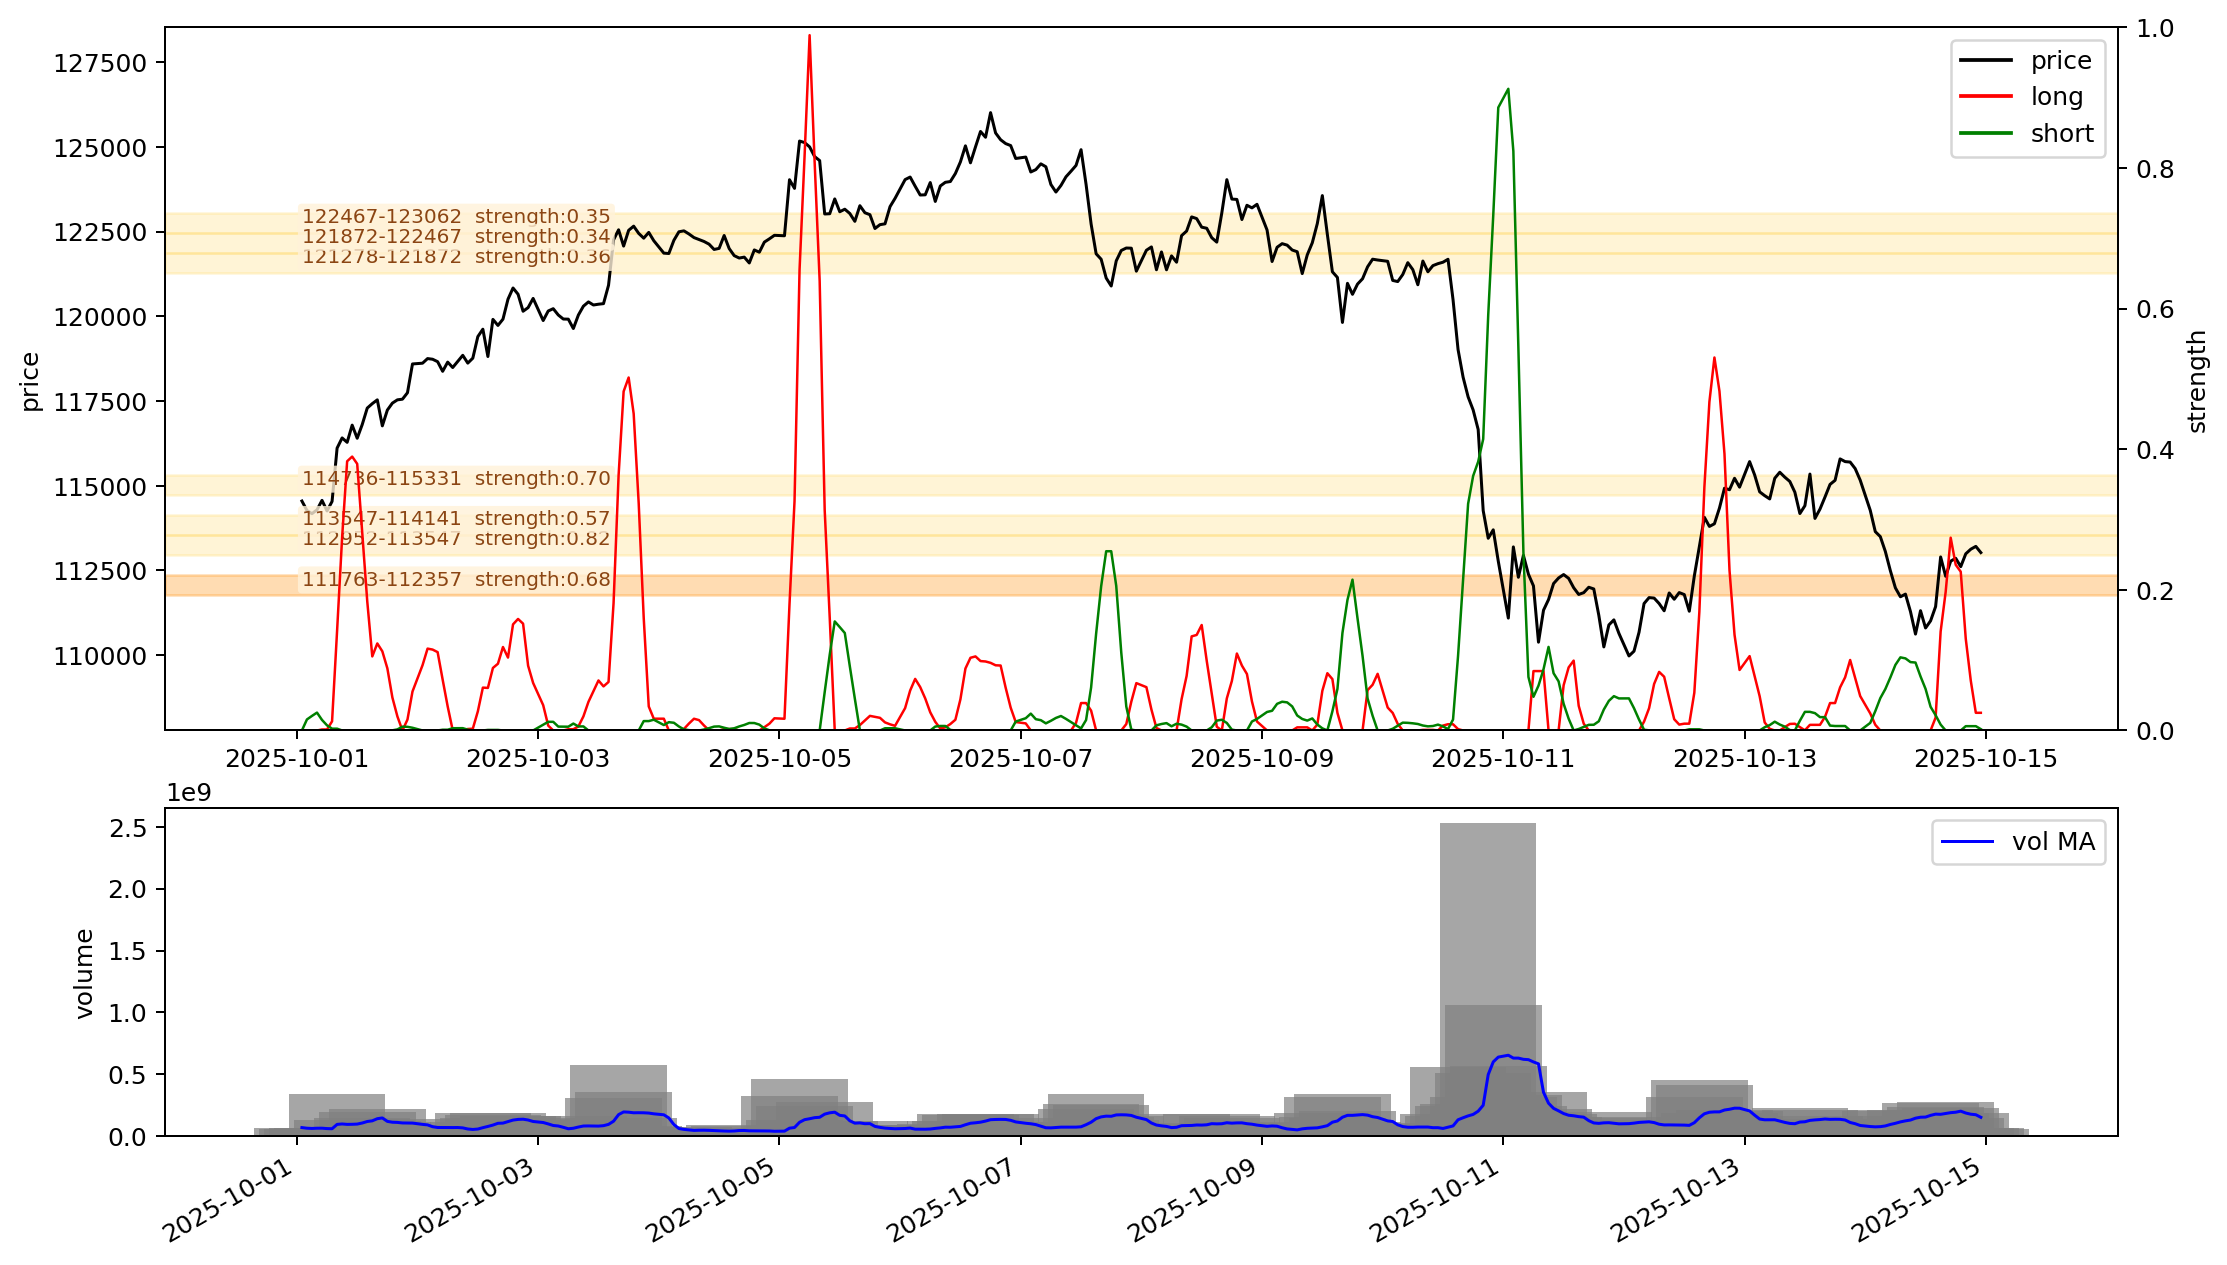 127500
125000
122500
120000
117500
115000
112500
110000
price
1.0
0.8
0.6
0.4
0.2
0.0
strength
price
long
short
122467-123062 strength:0.35
121872-122467 strength:0.34
121278-121872 strength:0.36
114736-115331 strength:0.70
113547-114141 strength:0.57
112952-113547 strength:0.82
111763-112357 strength:0.68
2025-10-01
2025-10-03
2025-10-05
2025-10-07
2025-10-09
2025-10-11
2025-10-13
2025-10-15
1e9
2.5
2.0
1.5
1.0
0.5
0.0
volume
vol MA
2025-10-01
2025-10-03
2025-10-05
2025-10-07
2025-10-09
2025-10-11
2025-10-13
2025-10-15